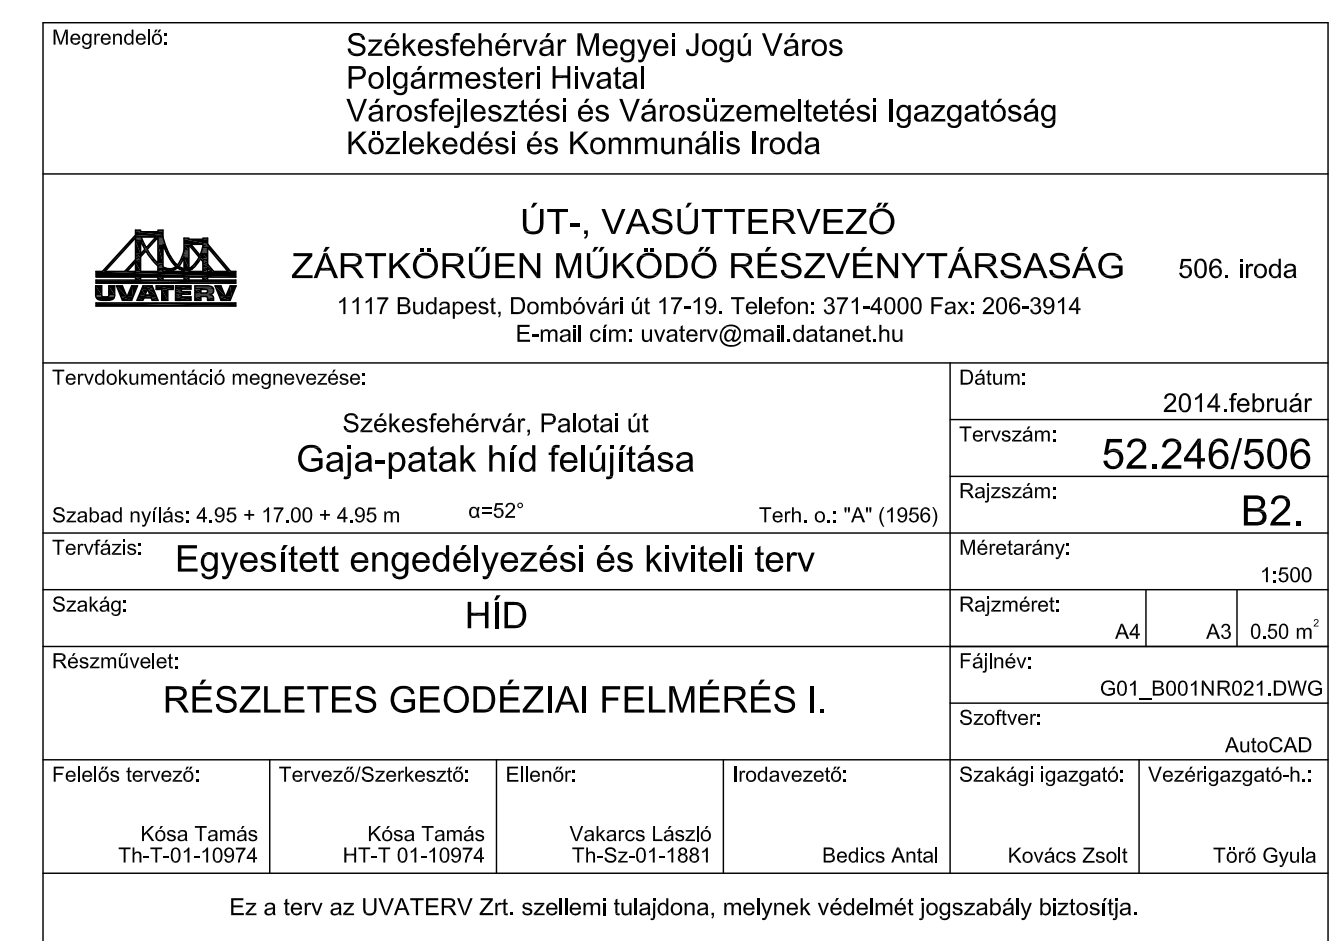 Megrendelő:
Székesfehérvár Megyei Jogú Város
Polgármesteri Hivatal
Városfejlesztési és Városüzemeltetési Igazgatóság
Közlekedési és Kommunális Iroda
UVATERV
ÚT-, VASÚTTERVEZŐ
ZÁRTKÖRŰEN MŰKÖDŐ RÉSZVÉNYTÁRSASÁG
506. iroda
1117 Budapest, Dombóvári út 17-19. Telefon: 371-4000 Fax: 206-3914
E-mail cím: uvaterv@mail.datanet.hu
Tervdokumentáció megnevezése:
Székesfehérvár, Palotai út
Gaja-patak híd felújítása
Szabad nyílás: 4.95 + 17.00 + 4.95 m α=52° Terh. o.: "A" (1956)
Dátum:
2014.február
Tervszám:
52.246/506
Rajzszám:
B2.
Tervfázis: Egyesített engedélyezési és kiviteli terv
Méretarány:
1:500
Szakág: HÍD
Rajzméret:
A4 A3 0.50 m²
Részművelet:
RÉSZLETES GEODÉZIAI FELMÉRÉS I.
Fájlnév:
G01_B001NR021.DWG
Szoftver:
AutoCAD
Felelős tervező:
Kósa Tamás
Th-T-01-10974
Tervező/Szerkesztő:
Kósa Tamás
HT-T 01-10974
Ellenőr:
Vakarcs László
Th-Sz-01-1881
Irodavezető:
Bedics Antal
Szakági igazgató:
Kovács Zsolt
Vezérigazgató-h.:
Törő Gyula
Ez a terv az UVATERV Zrt. szellemi tulajdona, melynek védelmét jogszabály biztosítja.